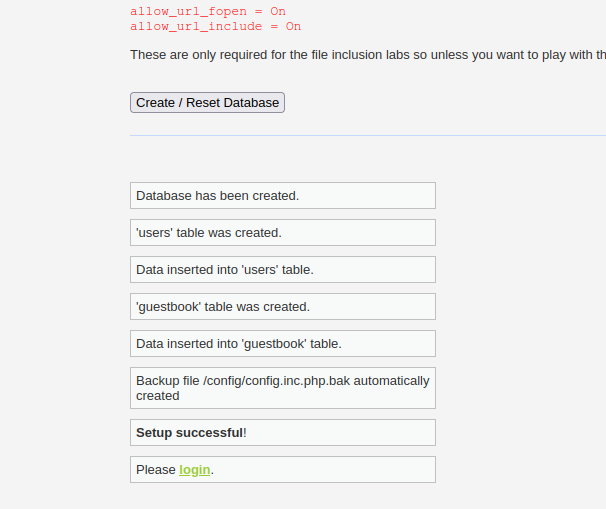 allow_url_fopen = On
allow_url_include = On
These are only required for the file inclusion labs so unless you want to play with
Create / Reset Database
Database has been created.
'users' table was created.
Data inserted into 'users' table.
'guestbook' table was created.
Data inserted into 'guestbook' table.
Backup file /config/config.inc.php.bak automatically
created
Setup successful!
Please login.